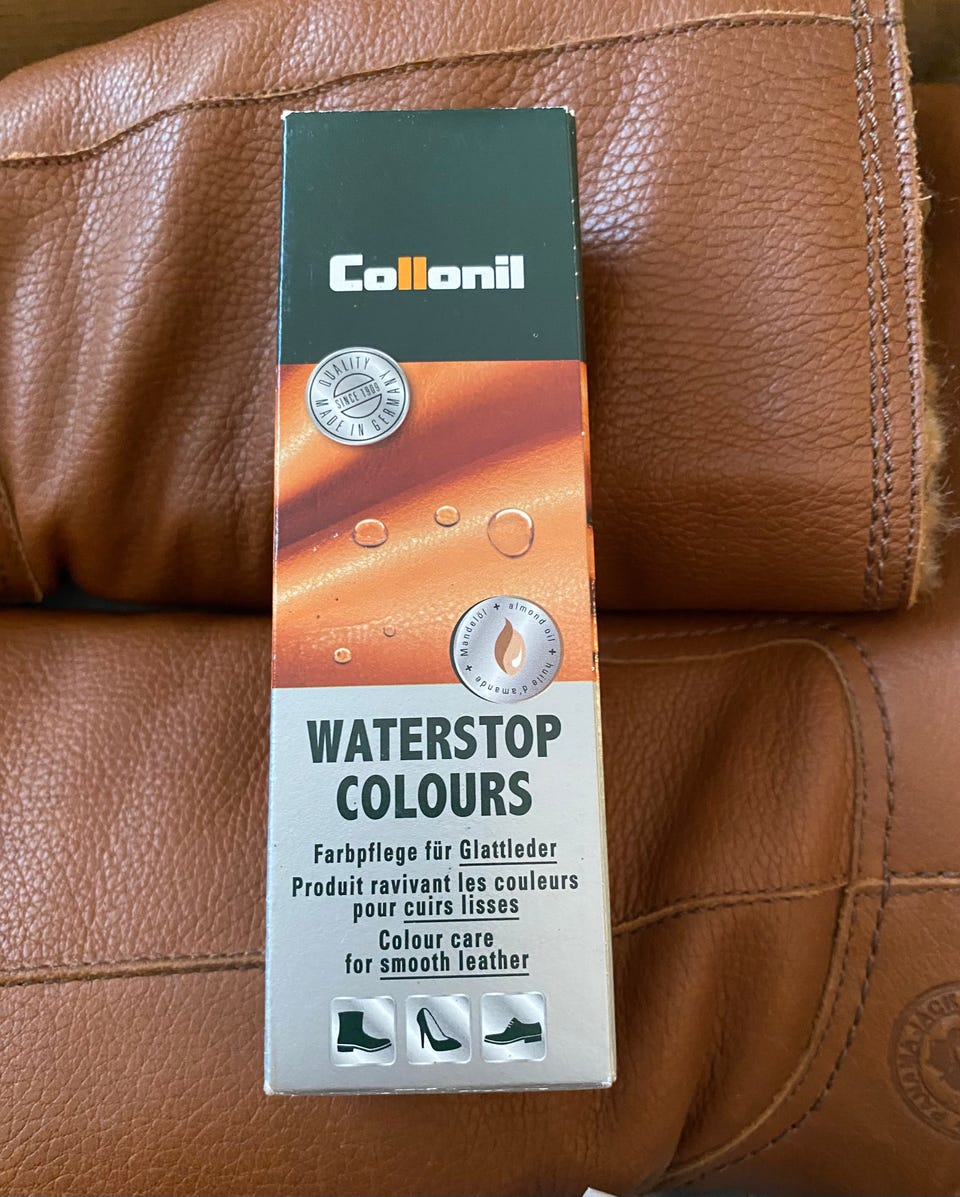 Collonil
QUALITY
SINCE 1909
MADE IN GERMANY
Mandelöl + almond oil + huile d'amande +
WATERSTOP
COLOURS
Farbpflege für Glattleder
Produit ravivant les couleurs
pour cuirs lisses
Colour care
for smooth leather